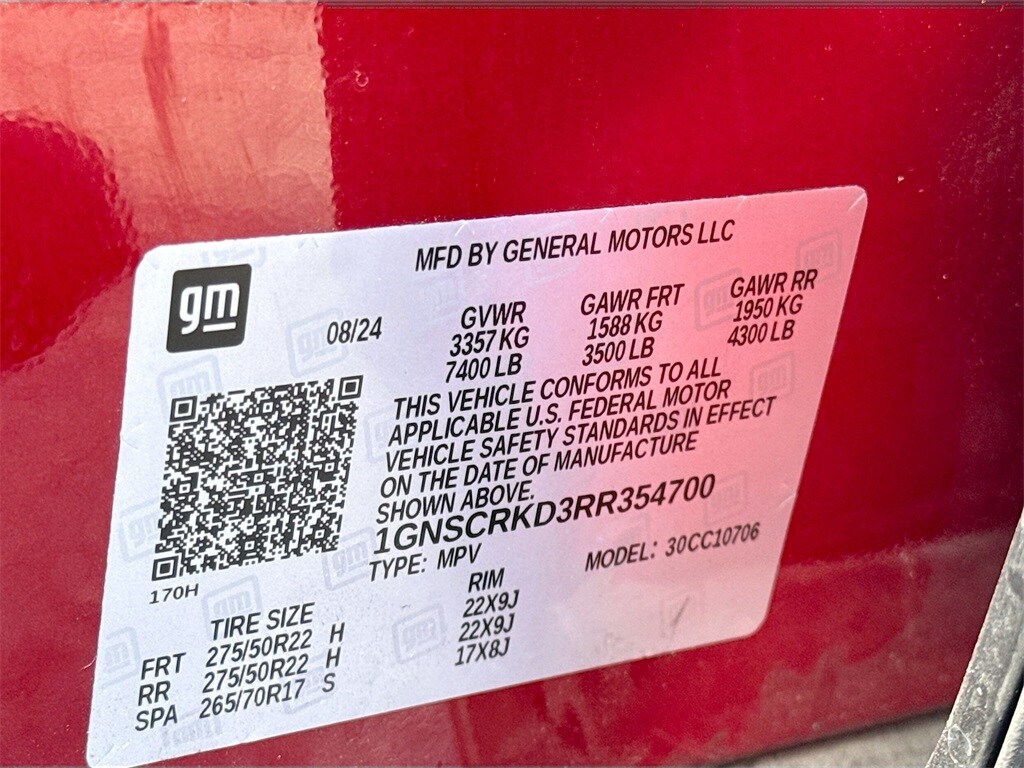 MFD BY GENERAL MOTORS LLC
gm
08/24
GVWR GAWR FRT GAWR RR
3357 KG 1588 KG 1950 KG
7400 LB 3500 LB 4300 LB
THIS VEHICLE CONFORMS TO ALL
APPLICABLE U.S. FEDERAL MOTOR
VEHICLE SAFETY STANDARDS IN EFFECT
ON THE DATE OF MANUFACTURE
SHOWN ABOVE.
1GNSCRKD3RR354700
TYPE: MPV MODEL: 30CC10706
170H
TIRE SIZE RIM
FRT 275/50R22 H 22X9J
RR 275/50R22 H 22X9J
SPA 265/70R17 S 17X8J